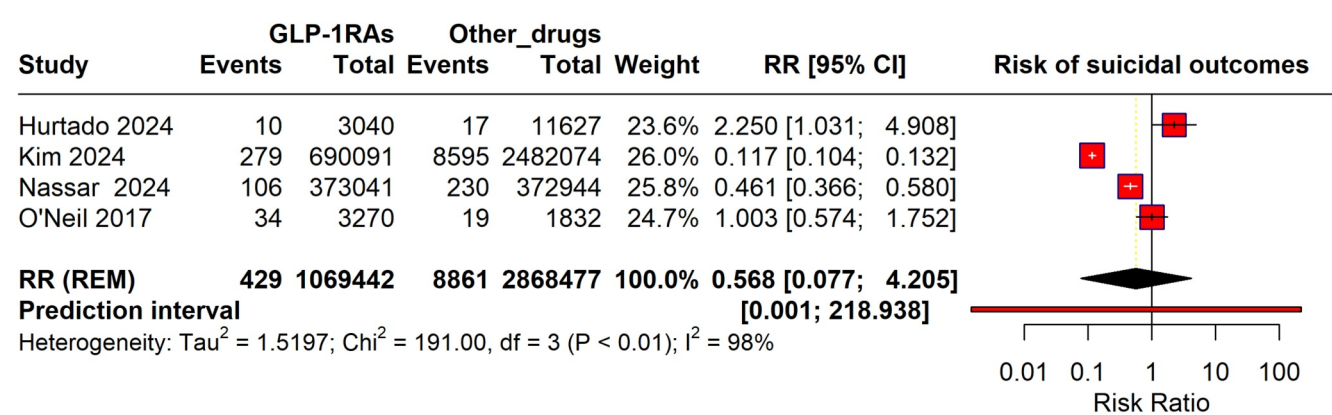 GLP-1RAs Other_drugs
Study Events Total Events Total Weight RR [95% CI] Risk of suicidal outcomes
Hurtado 2024 10 3040 17 11627 23.6% 2.250 [1.031; 4.908]
Kim 2024 279 690091 8595 2482074 26.0% 0.117 [0.104; 0.132]
Nassar 2024 106 373041 230 372944 25.8% 0.461 [0.366; 0.580]
O'Neil 2017 34 3270 19 1832 24.7% 1.003 [0.574; 1.752]
RR (REM) 429 1069442 8861 2868477 100.0% 0.568 [0.077; 4.205]
Prediction interval [0.001; 218.938]
Heterogeneity: Tau² = 1.5197; Chi² = 191.00, df = 3 (P < 0.01); I² = 98%
0.01 0.1 1 10 100
Risk Ratio